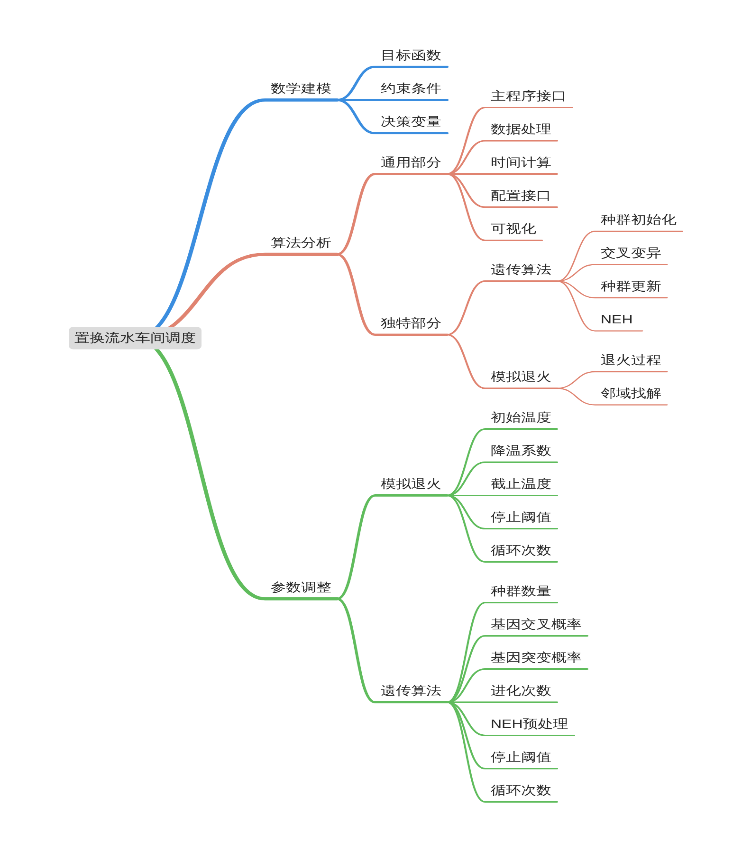 置换流水车间调度
数学建模
目标函数
约束条件
决策变量
算法分析
通用部分
主程序接口
数据处理
时间计算
配置接口
可视化
独特部分
遗传算法
种群初始化
交叉变异
种群更新
NEH
模拟退火
退火过程
邻域找解
参数调整
模拟退火
初始温度
降温系数
截止温度
停止阈值
循环次数
遗传算法
种群数量
基因交叉概率
基因突变概率
进化次数
NEH预处理
停止阈值
循环次数